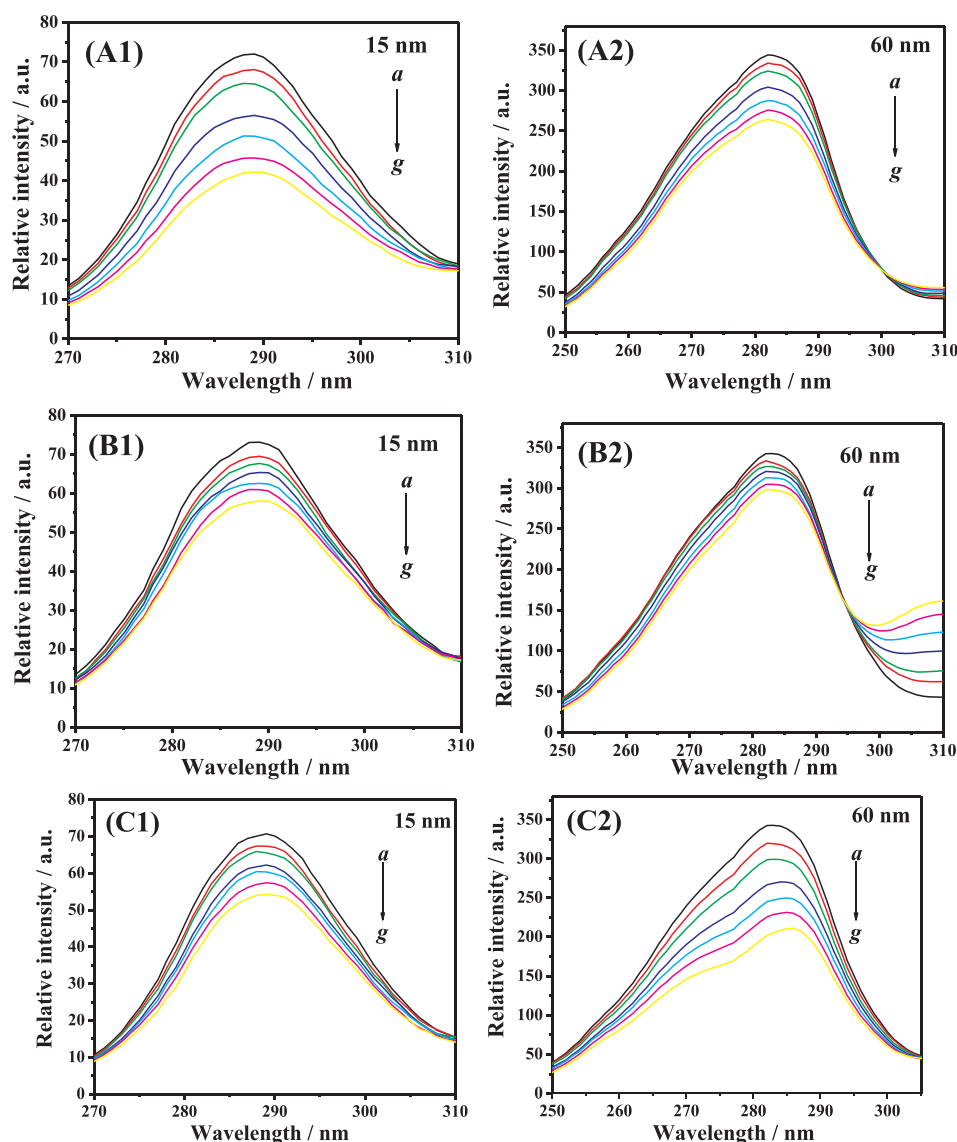 (A1)
15 nm
a
g
80
70
60
50
40
30
20
10
0
270
280
290
300
310
Relative intensity / a.u.
Wavelength / nm
(A2)
60 nm
a
g
350
300
250
200
150
100
50
0
250
260
270
280
290
300
310
Relative intensity / a.u.
Wavelength / nm
(B1)
15 nm
a
g
80
70
60
50
40
30
20
10
0
270
280
290
300
310
Relative intensity / a.u.
Wavelength / nm
(B2)
60 nm
a
g
350
300
250
200
150
100
50
0
250
260
270
280
290
300
310
Relative intensity / a.u.
Wavelength / nm
(C1)
15 nm
a
g
80
70
60
50
40
30
20
10
0
270
280
290
300
310
Relative intensity / a.u.
Wavelength / nm
(C2)
60 nm
a
g
350
300
250
200
150
100
50
0
250
260
270
280
290
300
Relative intensity / a.u.
Wavelength / nm